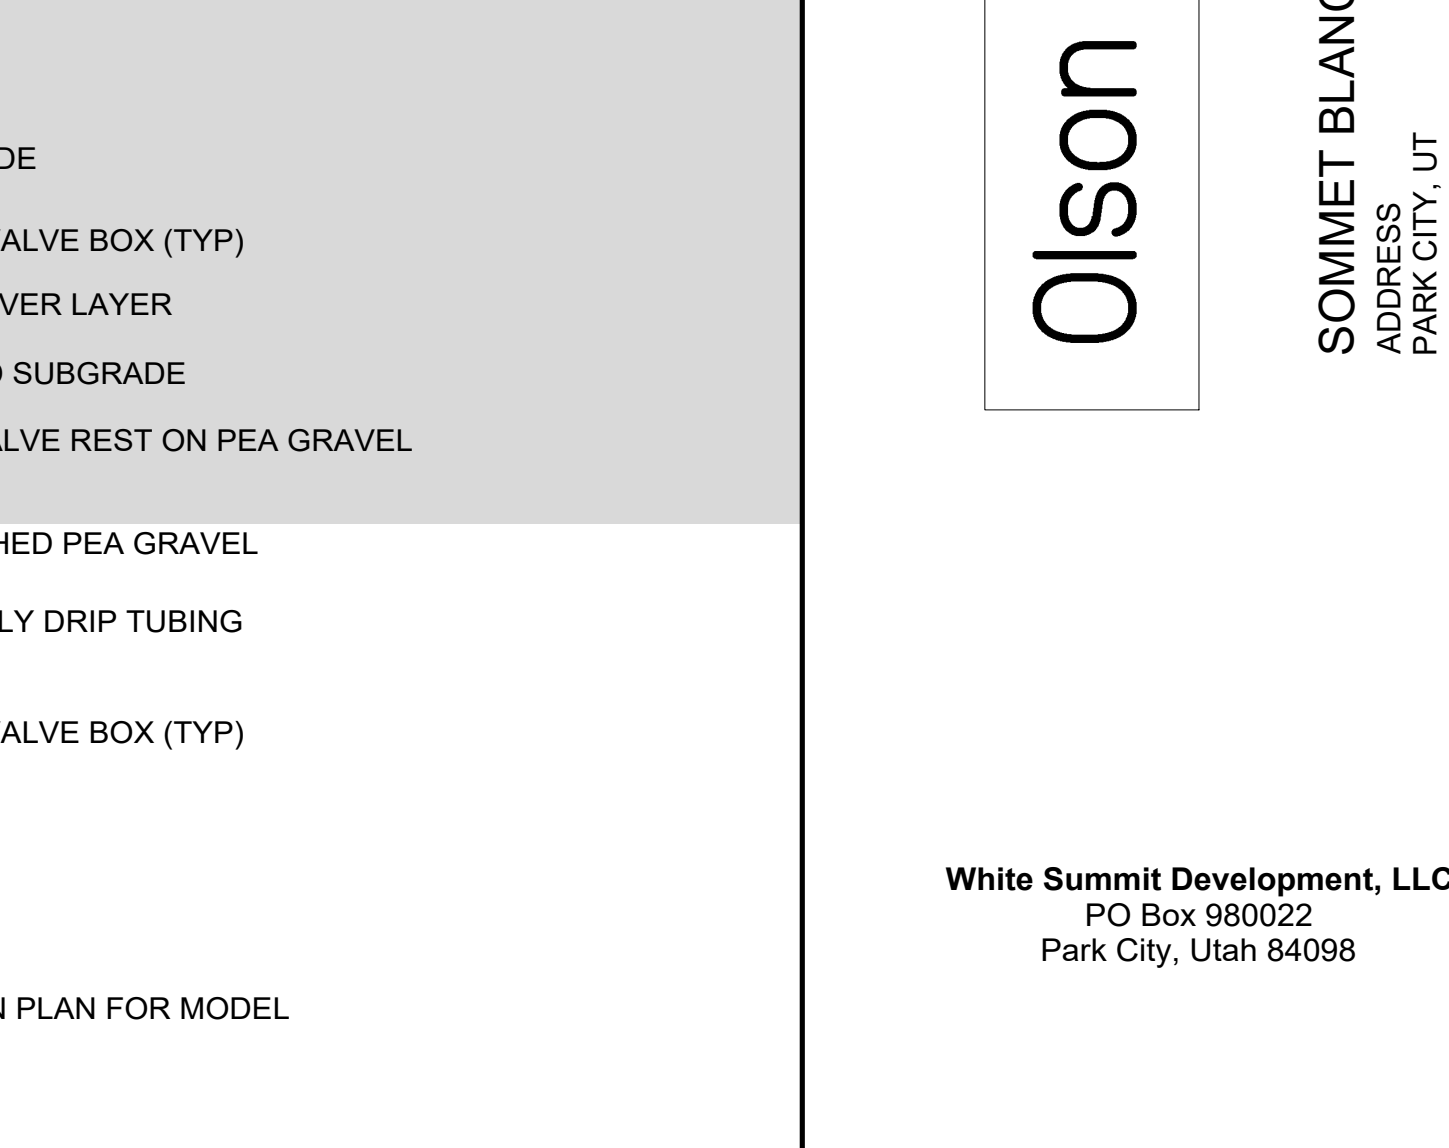 DE
ALVE BOX (TYP)
VER LAYER
SUBGRADE
ALVE REST ON PEA GRAVEL
HED PEA GRAVEL
LY DRIP TUBING
ALVE BOX (TYP)
N PLAN FOR MODEL
Olson
SOMMET BLANC
ADDRESS
PARK CITY, UT
White Summit Development, LLC
PO Box 980022
Park City, Utah 84098